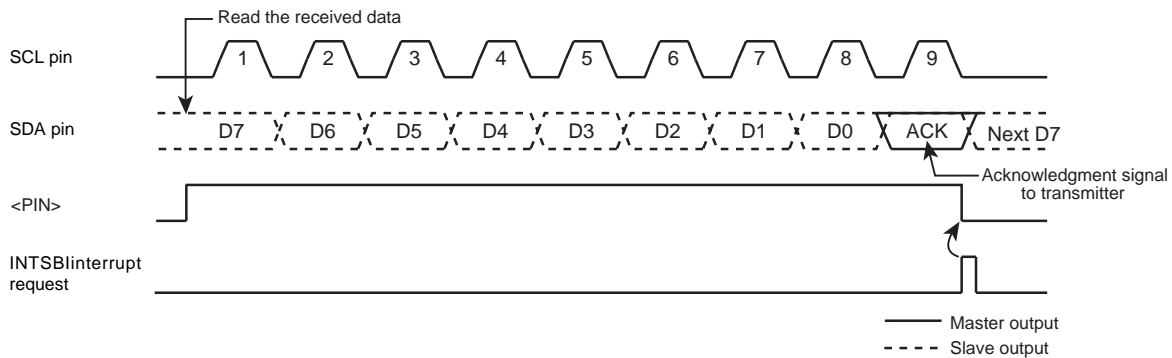 Read the received data
SCL pin
1 2 3 4 5 6 7 8 9
SDA pin
D7 D6 D5 D4 D3 D2 D1 D0 ACK Next D7
Acknowledgment signal
to transmitter
<PIN>
INTSBIinterrupt
request
Master output
Slave output